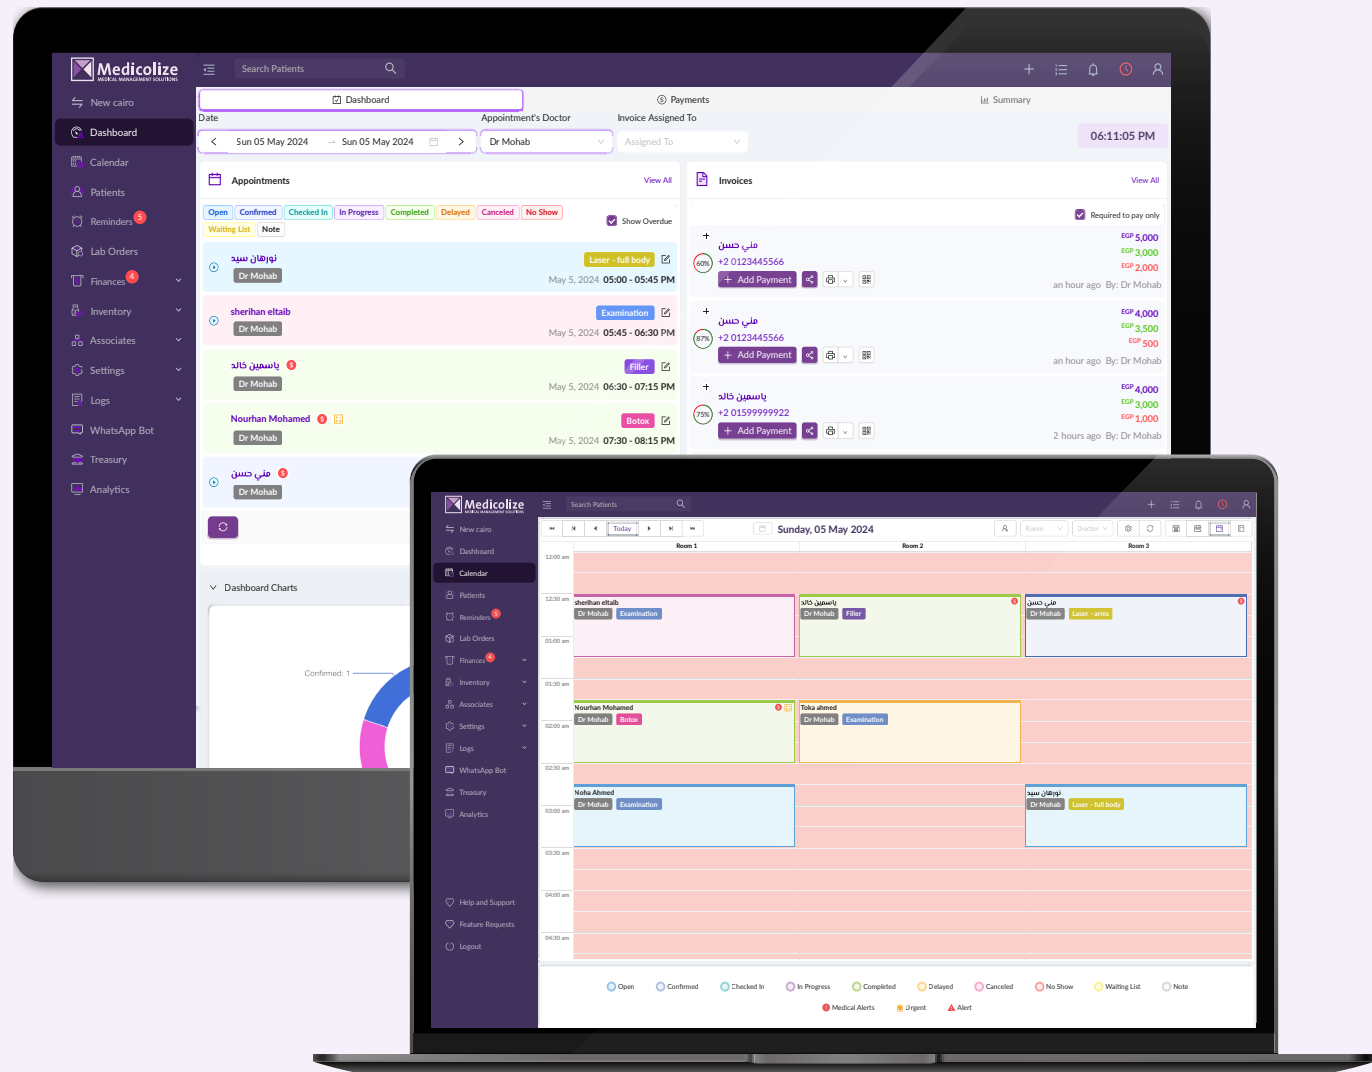 Medicolize
MEDICAL MANAGEMENT SOLUTIONS
Search Patients
New cairo
Dashboard
Calendar
Patients
Reminders 5
Lab Orders
Finances 4
Inventory
Associates
Settings
Logs
WhatsApp Bot
Treasury
Analytics
Dashboard
Payments
Summary
Date
Appointment's Doctor
Invoice Assigned To
Sun 05 May 2024 → Sun 05 May 2024
Dr Mohab
Assigned To
06:11:05 PM
Appointments
View All
Open Confirmed Checked In In Progress Completed Delayed Canceled No Show
Waiting List Note
Show Overdue
نورهان سيد
Laser - full body
Dr Mohab
May 5, 2024 05:00 - 05:45 PM
sherihan eltaib
Examination
Dr Mohab
May 5, 2024 05:45 - 06:30 PM
ياسمين خالد
Filler
Dr Mohab
May 5, 2024 06:30 - 07:15 PM
Nourhan Mohamed
Botox
Dr Mohab
May 5, 2024 07:30 - 08:15 PM
مني حسن
Dr Mohab
Dashboard Charts
Confirmed: 1
Invoices
View All
Required to pay only
مني حسن
60%
+2 0123445566
+ Add Payment
EGP 5,000
EGP 3,000
EGP 2,000
an hour ago By: Dr Mohab
مني حسن
87%
+2 0123445566
+ Add Payment
EGP 4,000
EGP 3,500
EGP 500
an hour ago By: Dr Mohab
ياسمين خالد
75%
+2 01599999922
+ Add Payment
EGP 4,000
EGP 3,000
EGP 1,000
2 hours ago By: Dr Mohab
Medicolize
MEDICAL MANAGEMENT SOLUTIONS
Search Patients
New cairo
Dashboard
Calendar
Patients
Reminders 5
Lab Orders
Finances 4
Inventory
Associates
Settings
Logs
WhatsApp Bot
Treasury
Analytics
Help and Support
Feature Requests
Logout
Today
Sunday, 05 May 2024
Room
Doctor
Room 1
Room 2
Room 3
12:00 am
12:30 am
01:00 am
01:30 am
02:00 am
02:30 am
03:00 am
03:30 am
04:00 am
04:30 am
sherihan eltaib
Dr Mohab Examination
ياسمين خالد
Dr Mohab Filler
مني حسن
Dr Mohab Laser - arms
Nourhan Mohamed
Dr Mohab Botox
Toka ahmed
Dr Mohab Examination
Noha Ahmed
Dr Mohab Examination
نورهان سيد
Dr Mohab Laser - full body
Open Confirmed Checked In In Progress Completed Delayed Canceled No Show Waiting List Note
Medical Alerts Urgent Alert